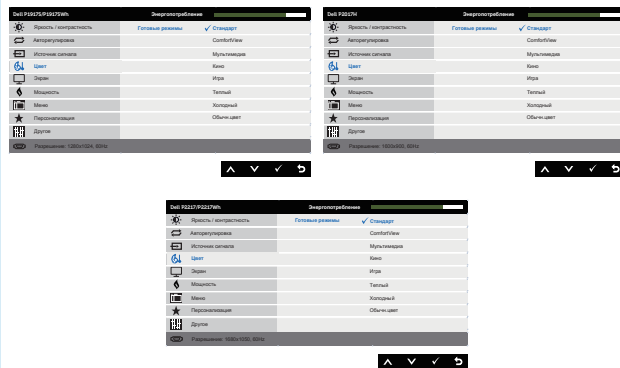 Dell P1917S/P1917SWh Энергопотребление
Яркость / контрастность Готовые режимы ✓ Стандарт
Авторегулировка ComfortView
Источник сигнала Мультимедиа
Цвет Кино
Экран Игра
Мощность Теплый
Меню Холодный
Персонализация Обычн.цвет
Другое
Разрешение: 1280x1024, 60Hz
Dell P2017H Энергопотребление
Яркость / контрастность Готовые режимы ✓ Стандарт
Авторегулировка ComfortView
Источник сигнала Мультимедиа
Цвет Кино
Экран Игра
Мощность Теплый
Меню Холодный
Персонализация Обычн.цвет
Другое
Разрешение: 1600x900, 60Hz
Dell P2217/P2217Wh Энергопотребление
Яркость / контрастность Готовые режимы ✓ Стандарт
Авторегулировка ComfortView
Источник сигнала Мультимедиа
Цвет Кино
Экран Игра
Мощность Теплый
Меню Холодный
Персонализация Обычн.цвет
Другое
Разрешение: 1680x1050, 60Hz